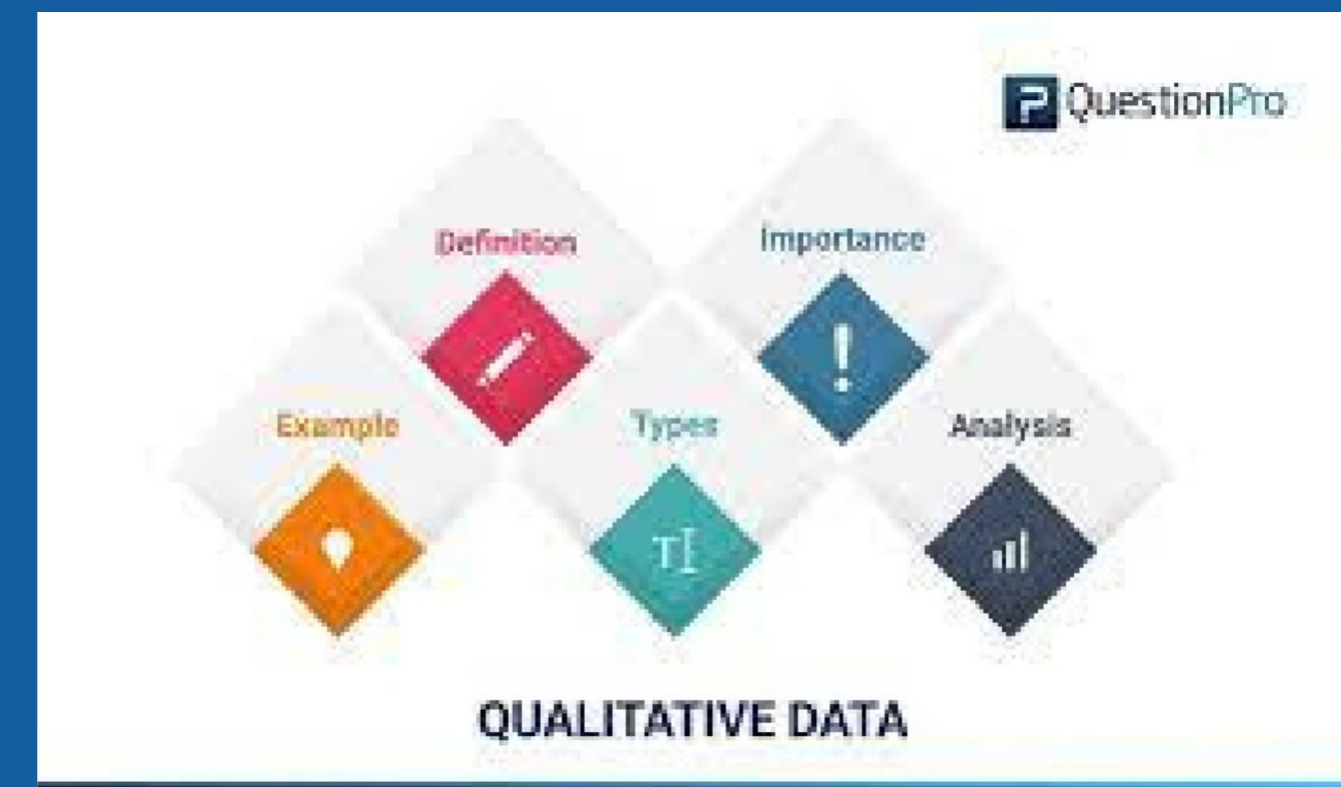 QuestionPro
Definition
Importance
Example
Types
Analysis
QUALITATIVE DATA